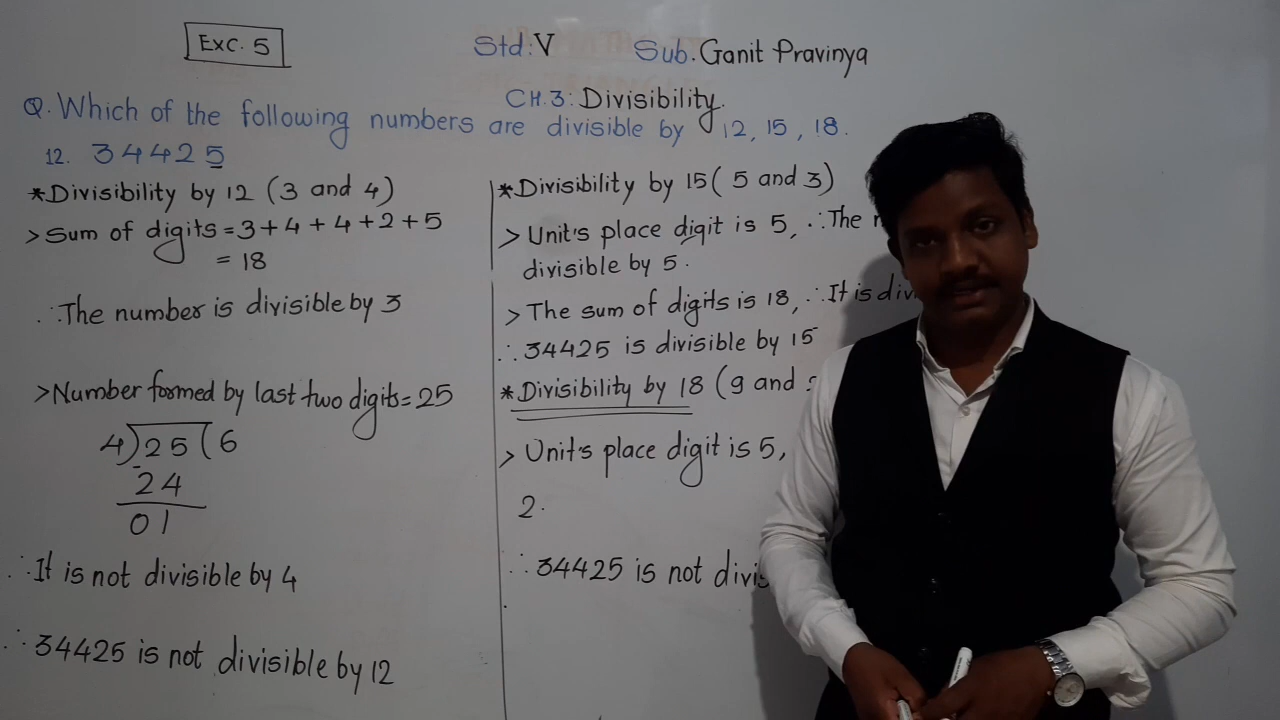 Exc. 5
Std: V
Sub. Ganit Pravinya
CH.3: Divisibility.
Q. Which of the following numbers are divisible by 12, 15, 18.
12. 34425
*Divisibility by 12 (3 and 4)
> Sum of digits = 3+4+4+2+5
= 18
∴ The number is divisible by 3
> Number formed by last two digits = 25
4)25(6
- 24
01
∴ It is not divisible by 4
∴ 34425 is not divisible by 12
*Divisibility by 15 ( 5 and 3)
> Unit's place digit is 5, ∴ The
divisible by 5.
> The sum of digits is 18, ∴ It is
∴ 34425 is divisible by 15
* Divisibility by 18 (9 and
> Unit's place digit is 5,
2.
∴ 34425 is not